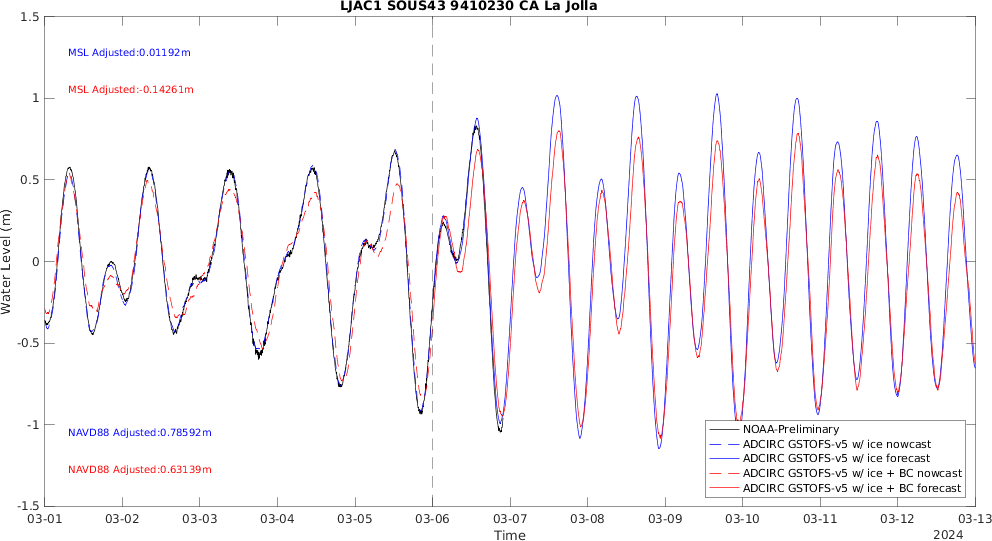 LJAC1 SOUS43 9410230 CA La Jolla
1.5
1
0.5
0
-0.5
-1
-1.5
Water Level (m)
MSL Adjusted:0.01192m
MSL Adjusted:-0.14261m
NAVD88 Adjusted:0.78592m
NAVD88 Adjusted:0.63139m
NOAA-Preliminary
ADCIRC GSTOFS-v5 w/ ice nowcast
ADCIRC GSTOFS-v5 w/ ice forecast
ADCIRC GSTOFS-v5 w/ ice + BC nowcast
ADCIRC GSTOFS-v5 w/ ice + BC forecast
03-01 03-02 03-03 03-04 03-05 03-06 03-07 03-08 03-09 03-10 03-11 03-12 03-13
Time
2024